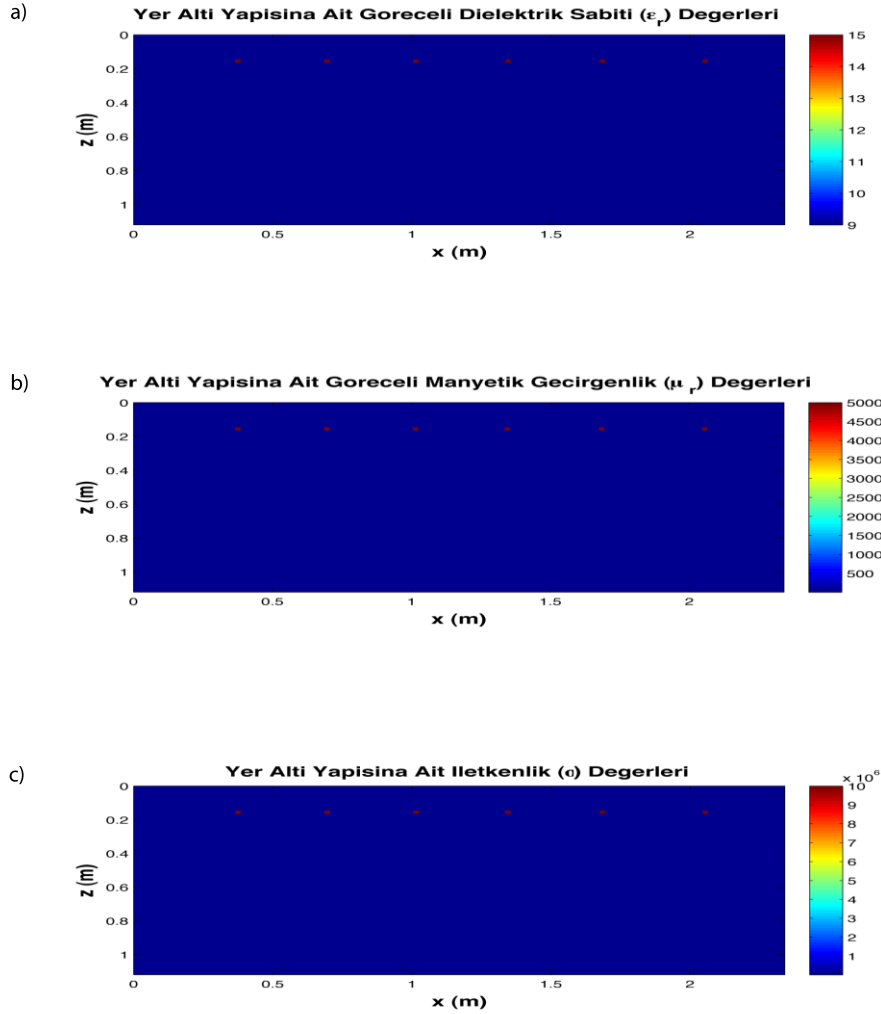 a)
Yer Alti Yapisina Ait Goreceli Dielektrik Sabiti (εr) Degerleri
0
0.2
0.4
0.6
0.8
1
z (m)
0 0.5 1 1.5 2
x (m)
15
14
13
12
11
10
9
b)
Yer Alti Yapisina Ait Goreceli Manyetik Gecirgenlik (μ r) Degerleri
0
0.2
0.4
0.6
0.8
1
z (m)
0 0.5 1 1.5 2
x (m)
5000
4500
4000
3500
3000
2500
2000
1500
1000
500
c)
Yer Alti Yapisina Ait Iletkenlik (σ) Degerleri
0
0.2
0.4
0.6
0.8
1
z (m)
0 0.5 1 1.5 2
x (m)
x 10^6
10
9
8
7
6
5
4
3
2
1